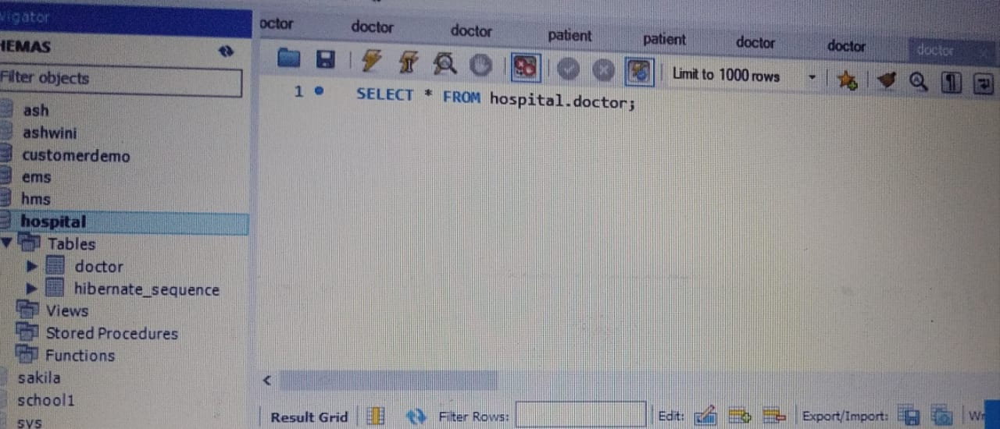 vigator
octor doctor doctor patient patient doctor doctor doctor
HEMAS
Filter objects
Limit to 1000 rows
1 SELECT * FROM hospital.doctor;
ash
ashwini
customerdemo
ems
hms
hospital
Tables
doctor
hibernate_sequence
Views
Stored Procedures
Functions
sakila
school1
sys
Result Grid Filter Rows: Edit: Export/Import: Wr